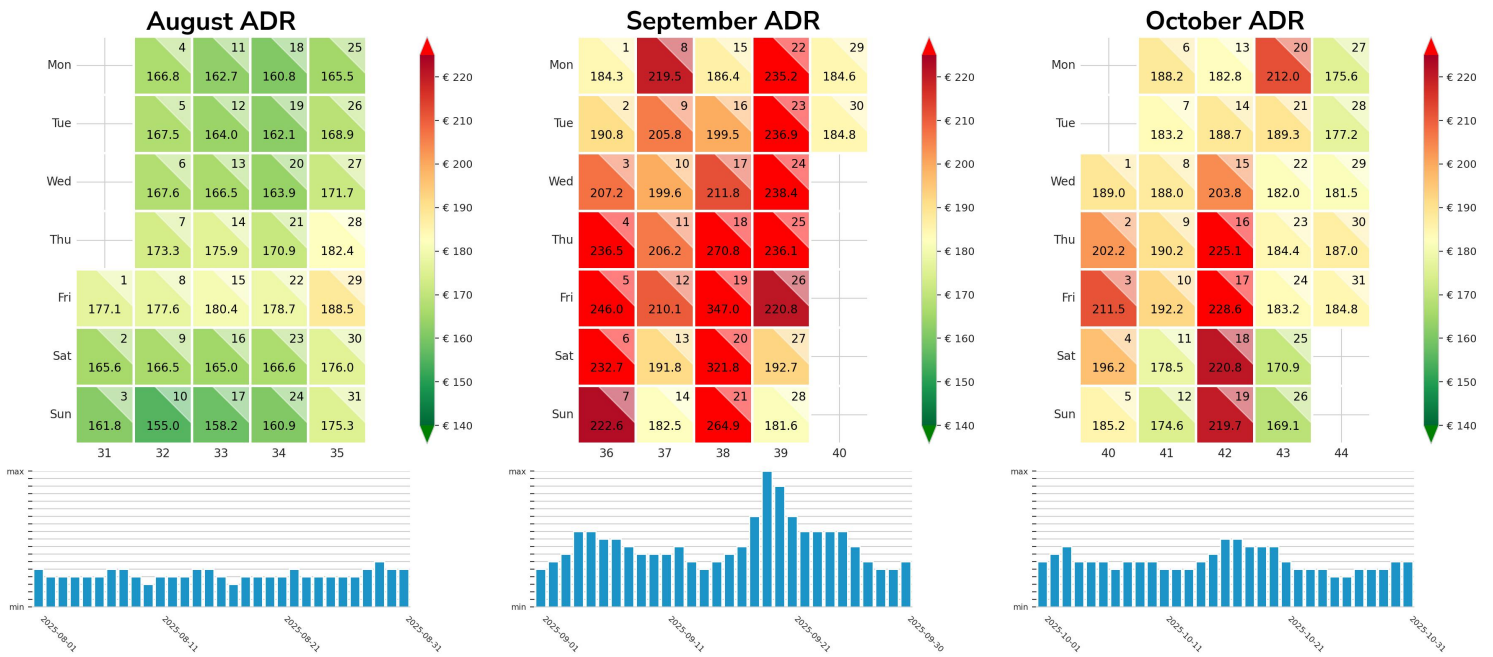 August ADR
4 11 18 25
Mon 166.8 162.7 160.8 165.5
5 12 19 26
Tue 167.5 164.0 162.1 168.9
6 13 20 27
Wed 167.6 166.5 163.9 171.7
7 14 21 28
Thu 173.3 175.9 170.9 182.4
1 8 15 22 29
Fri 177.1 177.6 180.4 178.7 188.5
2 9 16 23 30
Sat 165.6 166.5 165.0 166.6 176.0
3 10 17 24 31
Sun 161.8 155.0 158.2 160.9 175.3
31 32 33 34 35
€ 220
€ 210
€ 200
€ 190
€ 180
€ 170
€ 160
€ 150
€ 140
max
min
2025-08-01 2025-08-11 2025-08-21 2025-08-31
September ADR
1 8 15 22 29
Mon 184.3 219.5 186.4 235.2 184.6
2 9 16 23 30
Tue 190.8 205.8 199.5 236.9 184.8
3 10 17 24
Wed 207.2 199.6 211.8 238.4
4 11 18 25
Thu 236.5 206.2 270.8 236.1
5 12 19 26
Fri 246.0 210.1 347.0 220.8
6 13 20 27
Sat 232.7 191.8 321.8 192.7
7 14 21 28
Sun 222.6 182.5 264.9 181.6
36 37 38 39 40
€ 220
€ 210
€ 200
€ 190
€ 180
€ 170
€ 160
€ 150
€ 140
max
min
2025-09-01 2025-09-11 2025-09-21 2025-09-30
October ADR
6 13 20 27
Mon 188.2 182.8 212.0 175.6
7 14 21 28
Tue 183.2 188.7 189.3 177.2
1 8 15 22 29
Wed 189.0 188.0 203.8 182.0 181.5
2 9 16 23 30
Thu 202.2 190.2 225.1 184.4 187.0
3 10 17 24 31
Fri 211.5 192.2 228.6 183.2 184.8
4 11 18 25
Sat 196.2 178.5 220.8 170.9
5 12 19 26
Sun 185.2 174.6 219.7 169.1
40 41 42 43 44
€ 220
€ 210
€ 200
€ 190
€ 180
€ 170
€ 160
€ 150
€ 140
max
min
2025-10-01 2025-10-11 2025-10-21 2025-10-31